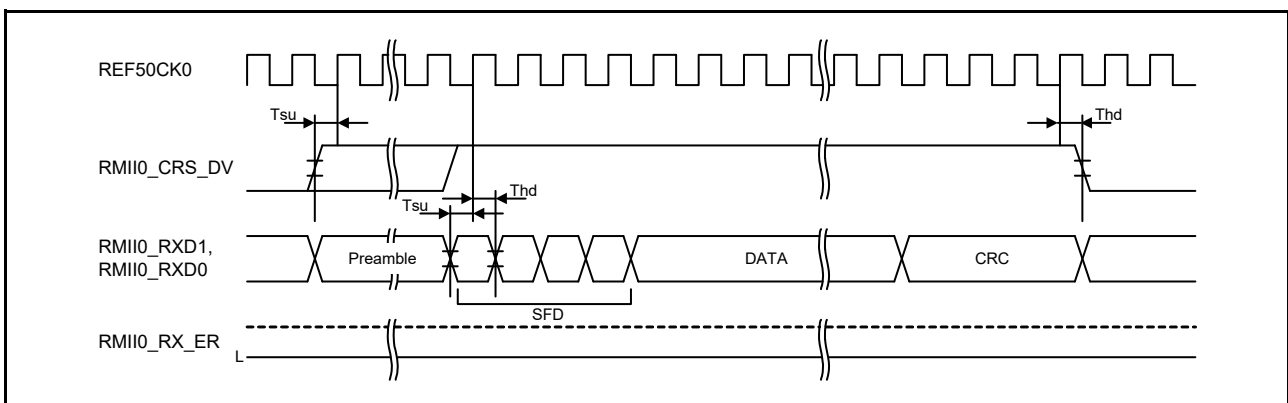 REF50CK0
Tsu
Thd
RMII0_CRS_DV
Thd
Tsu
RMII0_RXD1,
RMII0_RXD0
Preamble
DATA
CRC
SFD
RMII0_RX_ER
L